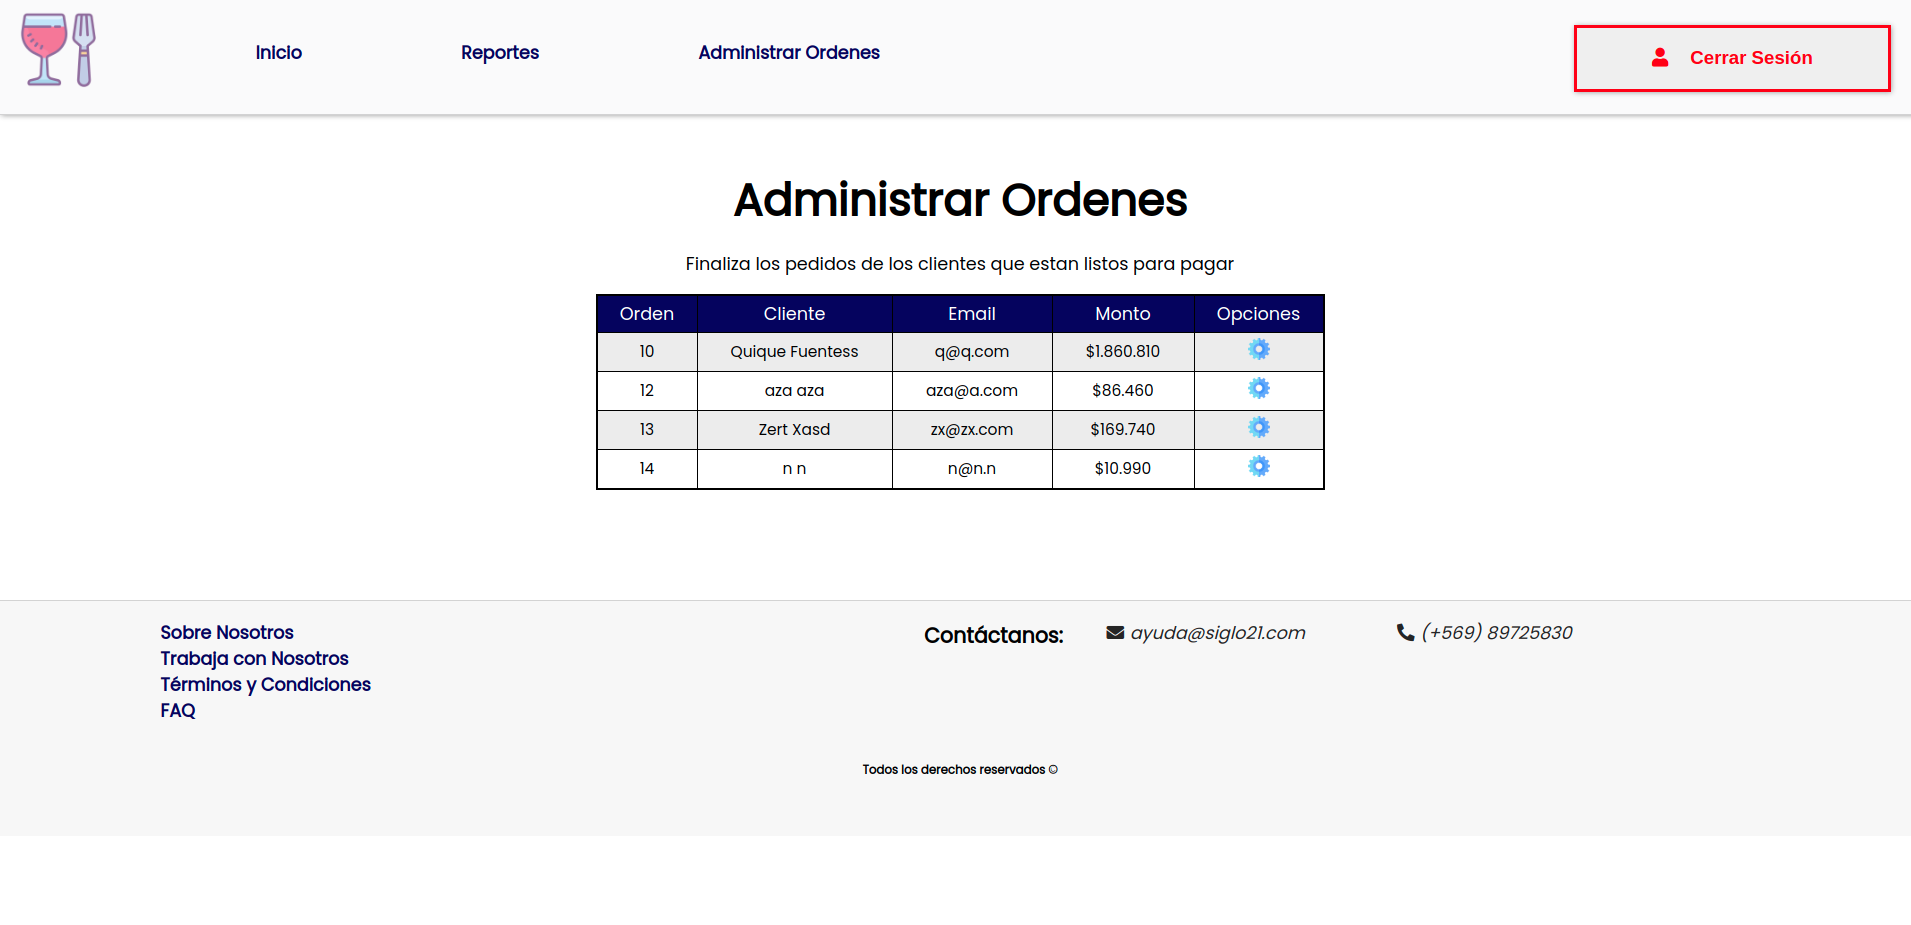 Inicio Reportes Administrar Ordenes Cerrar Sesión
Administrar Ordenes
Finaliza los pedidos de los clientes que estan listos para pagar
Orden Cliente Email Monto Opciones
10 Quique Fuentess q@q.com $1.860.810
12 aza aza aza@a.com $86.460
13 Zert Xasd zx@zx.com $169.740
14 n n n@n.n $10.990
Sobre Nosotros
Trabaja con Nosotros
Términos y Condiciones
FAQ
Contáctanos: ayuda@siglo21.com (+569) 89725830
Todos los derechos reservados ©